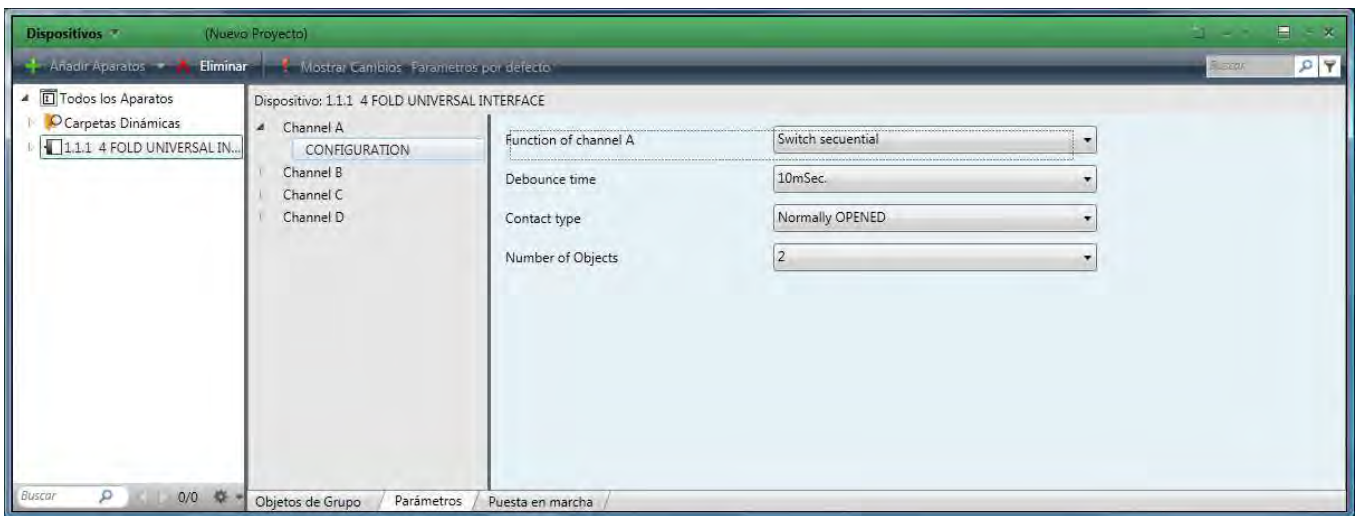 Dispositivos (Nuevo Proyecto)
Añadir Aparatos Eliminar Mostrar Cambios Parametros por defecto Buscar
Todos los Aparatos
Carpetas Dinámicas
1.1.1 4 FOLD UNIVERSAL IN...
Buscar 0/0
Dispositivo: 1.1.1 4 FOLD UNIVERSAL INTERFACE
Channel A
CONFIGURATION
Channel B
Channel C
Channel D
Function of channel A Switch secuential
Debounce time 10mSec.
Contact type Normally OPENED
Number of Objects 2
Objetos de Grupo Parámetros Puesta en marcha